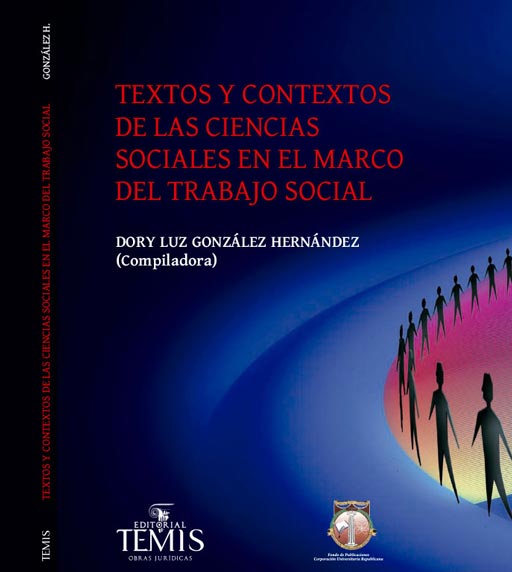 GONZÁLEZ H.
TEXTOS Y CONTEXTOS DE LAS CIENCIAS SOCIALES EN EL MARCO DEL TRABAJO SOCIAL
TEMIS
TEXTOS Y CONTEXTOS
DE LAS CIENCIAS
SOCIALES EN EL MARCO
DEL TRABAJO SOCIAL
DORY LUZ GONZÁLEZ HERNÁNDEZ
(Compiladora)
EDITORIAL
TEMIS
OBRAS JURÍDICAS
Fondo de Publicaciones
Corporación Universitaria Republicana